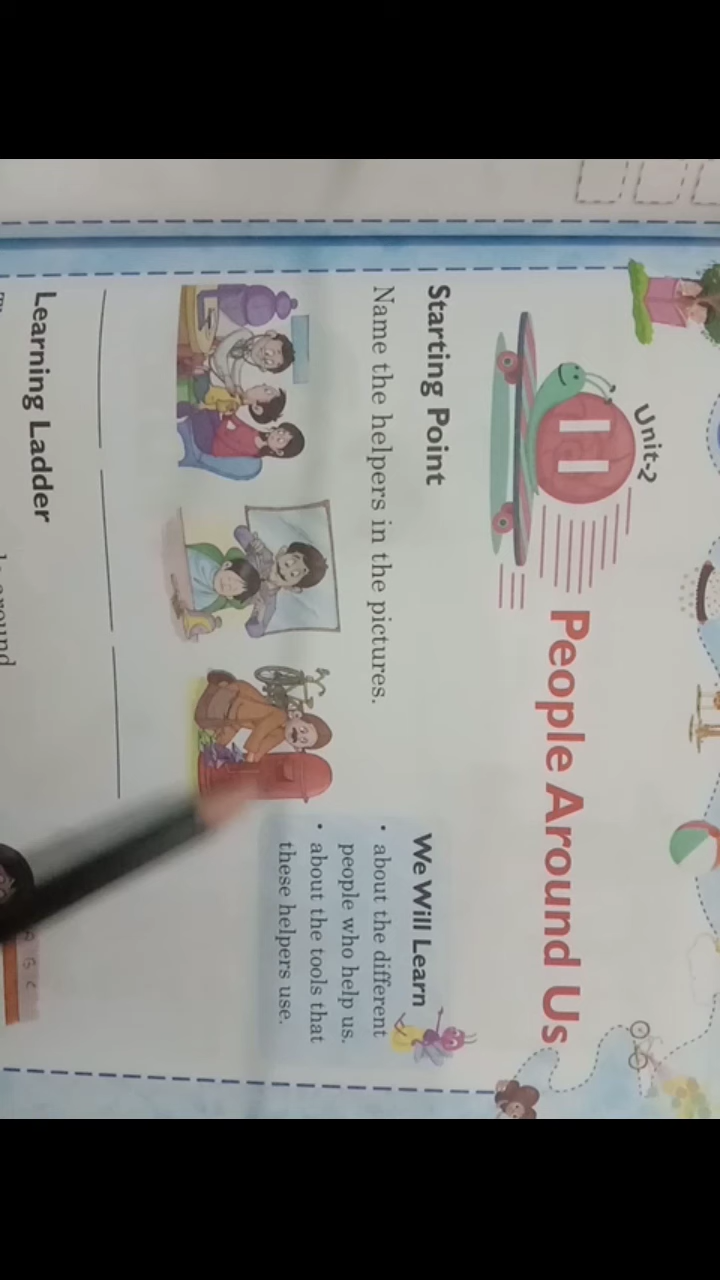 Unit-2
11 People Around Us
Starting Point
Name the helpers in the pictures.
We Will Learn
• about the different
people who help us.
• about the tools that
these helpers use.
Learning Ladder
around